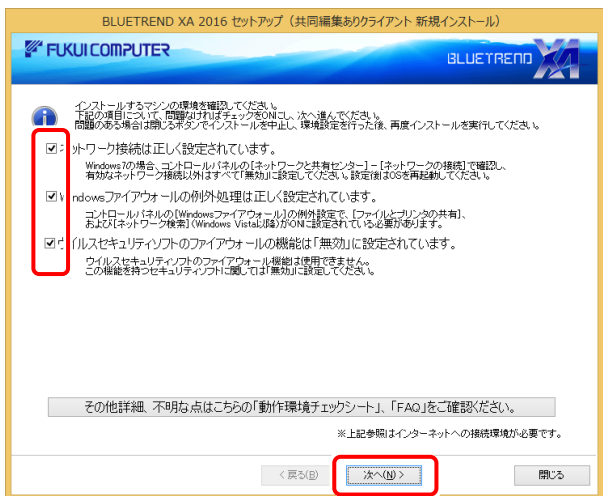 BLUETREND XA 2016 セットアップ（共同編集ありクライアント 新規インストール）
FUKUI COMPUTER
BLUETREND XA
インストールするマシンの環境を確認してください。
下記の項目について、問題なければチェックをONにし、次へ進んでください。
問題のある場合は閉じるボタンでインストールを中止し、環境設定を行った後、再度インストールを実行してください。
ネットワーク接続は正しく設定されています。
Windows7の場合、コントロールパネルの[ネットワークと共有センター]－[ネットワークの接続]で確認し、
有効なネットワーク接続以外はすべて「無効」に設定してください。設定後はOSを再起動してください。
Windowsファイアウォールの例外処理は正しく設定されています。
コントロールパネルの[Windowsファイアウォール]の例外設定で、[ファイルとプリンタの共有]、
および[ネットワーク検索](Windows Vista以降)がONに設定されている必要があります。
ウイルスセキュリティソフトのファイアウォールの機能は「無効」に設定されています。
ウイルスセキュリティソフトのファイアウォール機能は使用できません。
この機能を持つセキュリティソフトに関しては「無効」に設定してください。
その他詳細、不明な点はこちらの「動作環境チェックシート」、「FAQ」をご確認ください。
※上記参照はインターネットへの接続環境が必要です。
< 戻る(B)
次へ(N) >
閉じる